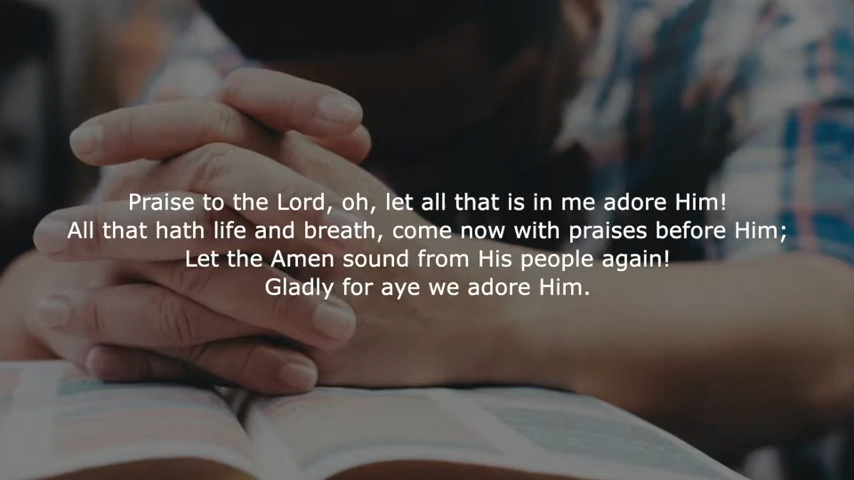 Praise to the Lord, oh, let all that is in me adore Him!
All that hath life and breath, come now with praises before Him;
Let the Amen sound from His people again!
Gladly for aye we adore Him.